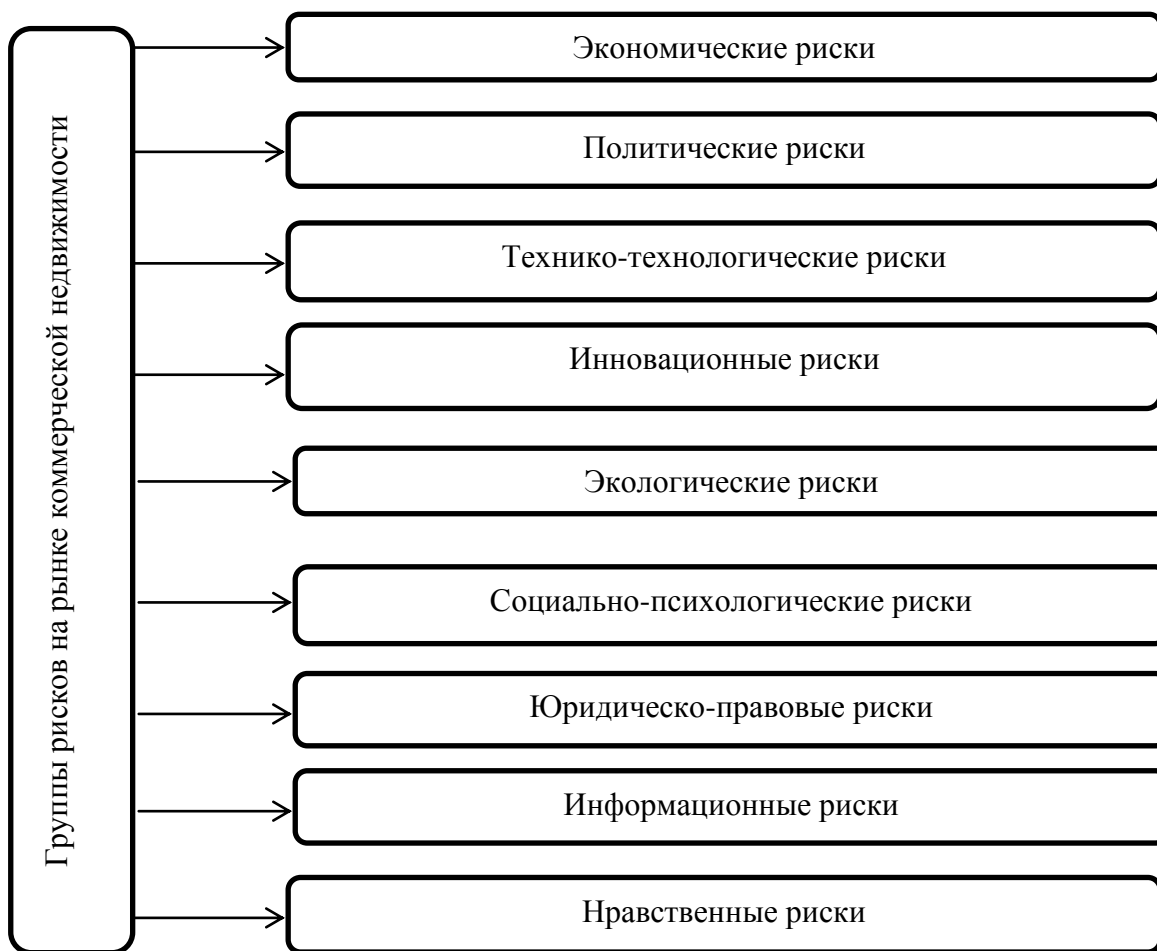 Группы рисков на рынке коммерческой недвижимости
Экономические риски
Политические риски
Технико-технологические риски
Инновационные риски
Экологические риски
Социально-психологические риски
Юридическо-правовые риски
Информационные риски
Нравственные риски